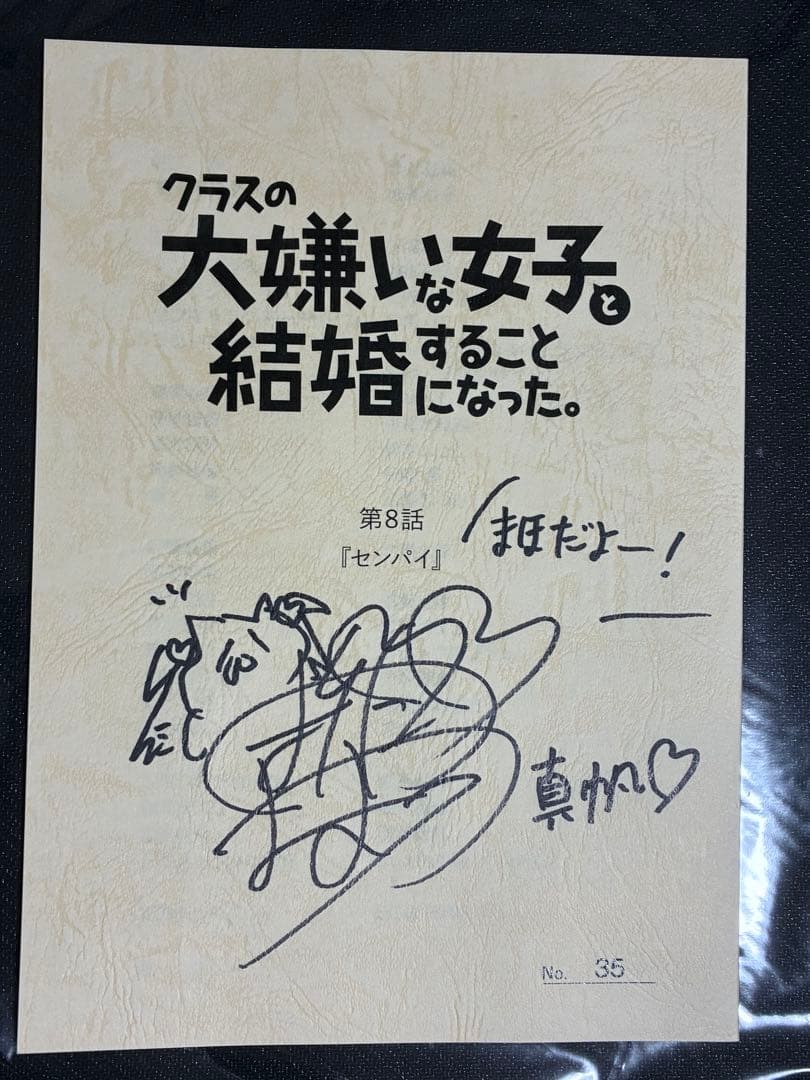 クラスの
大嫌いな女子と
結婚すること
になった。
第8話
『センパイ』
まほだよー!
真帆♡
No. 35